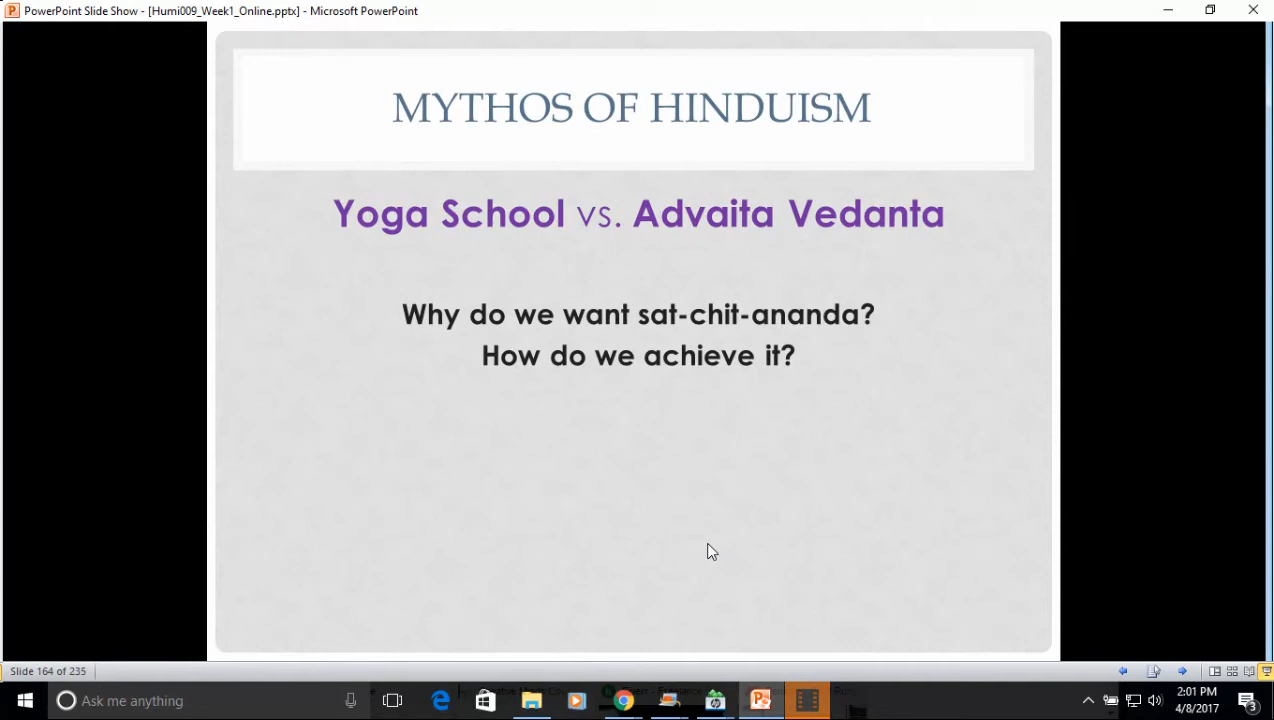 PowerPoint Slide Show - [Humi009_Week1_Online.pptx] - Microsoft PowerPoint
MYTHOS OF HINDUISM
Yoga School vs. Advaita Vedanta
Why do we want sat-chit-ananda?
How do we achieve it?
Slide 164 of 235
Ask me anything
2:01 PM
4/8/2017
3